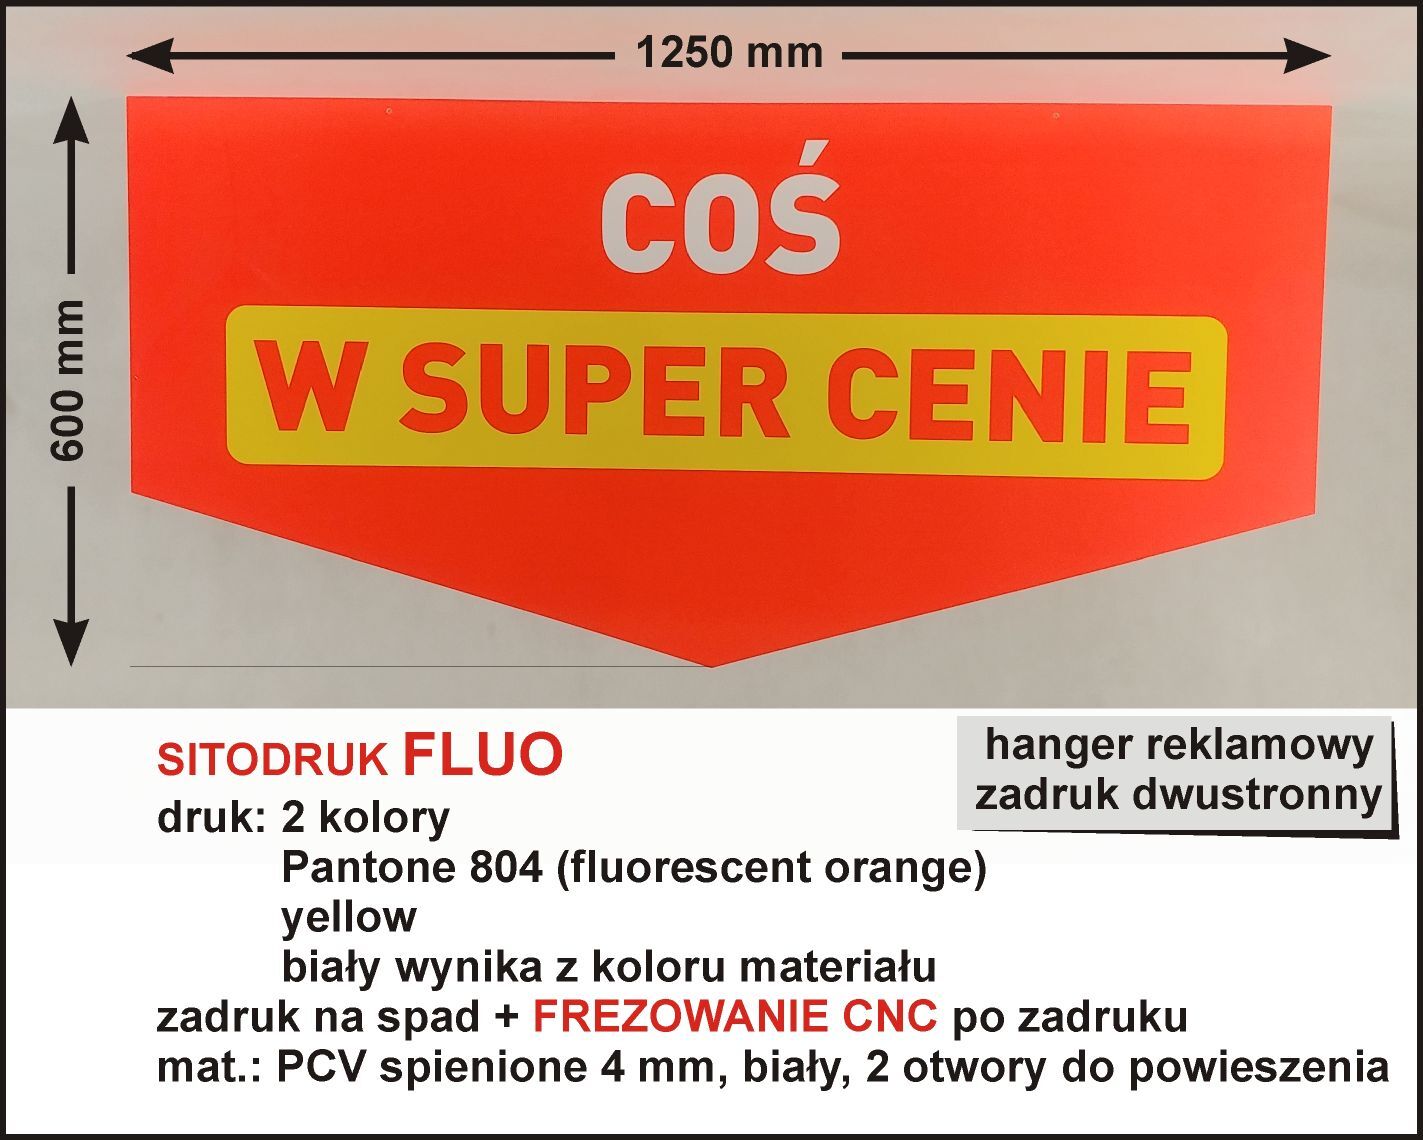 1250 mm
600 mm
COŚ
W SUPER CENIE
SITODRUK FLUO
hanger reklamowy
zadruk dwustronny
druk: 2 kolory
Pantone 804 (fluorescent orange)
yellow
biały wynika z koloru materiału
zadruk na spad + FREZOWANIE CNC po zadruku
mat.: PCV spienione 4 mm, biały, 2 otwory do powieszenia